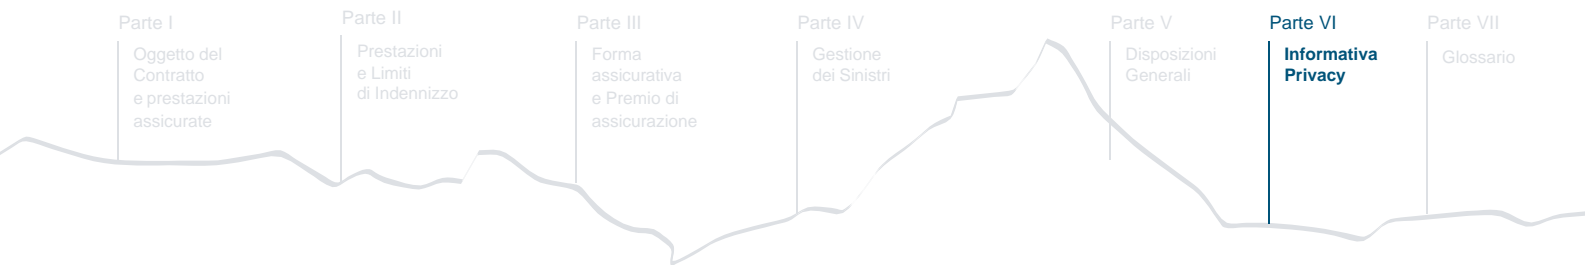 Parte I
Oggetto del
Contratto
e prestazioni
assicurate
Parte II
Prestazioni
e Limiti
di Indennizzo
Parte III
Forma
assicurativa
e Premio di
assicurazione
Parte IV
Gestione
dei Sinistri
Parte V
Disposizioni
Generali
Parte VI
Informativa
Privacy
Parte VII
Glossario